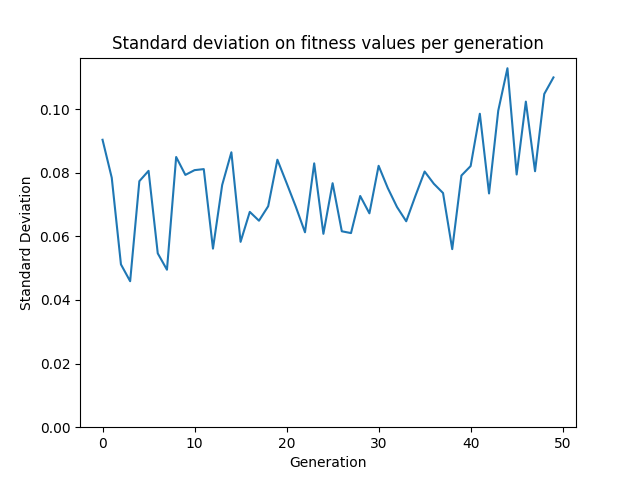 Standard deviation on fitness values per generation
0.10
0.08
0.06
0.04
0.02
0.00
Standard Deviation
0 10 20 30 40 50
Generation